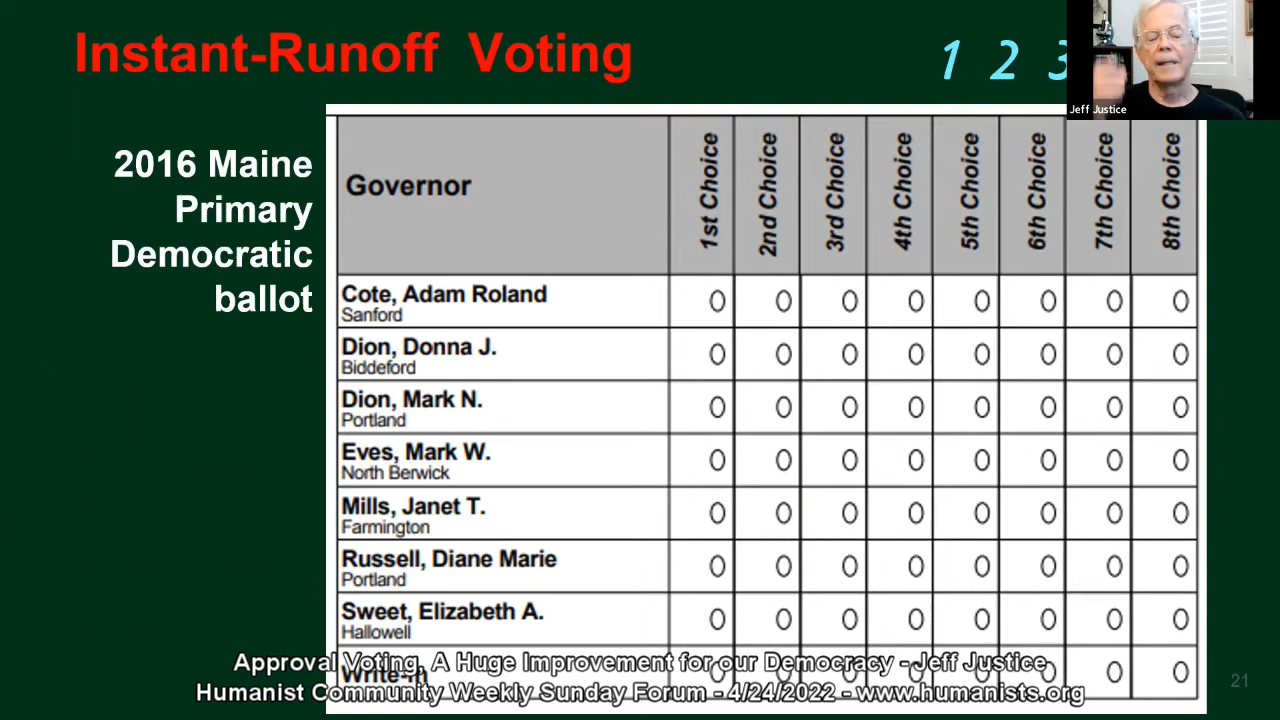 Instant-Runoff Voting
1 2 3
Jeff Justice
2016 Maine
Primary
Democratic
ballot
Governor
1st Choice
2nd Choice
3rd Choice
4th Choice
5th Choice
6th Choice
7th Choice
8th Choice
Cote, Adam Roland
Sanford
Dion, Donna J.
Biddeford
Dion, Mark N.
Portland
Eves, Mark W.
North Berwick
Mills, Janet T.
Farmington
Russell, Diane Marie
Portland
Sweet, Elizabeth A.
Hallowell
Write-in
Approval Voting, A Huge Improvement for our Democracy - Jeff Justice
Humanist Community Weekly Sunday Forum - 4/24/2022 - www.humanists.org
21